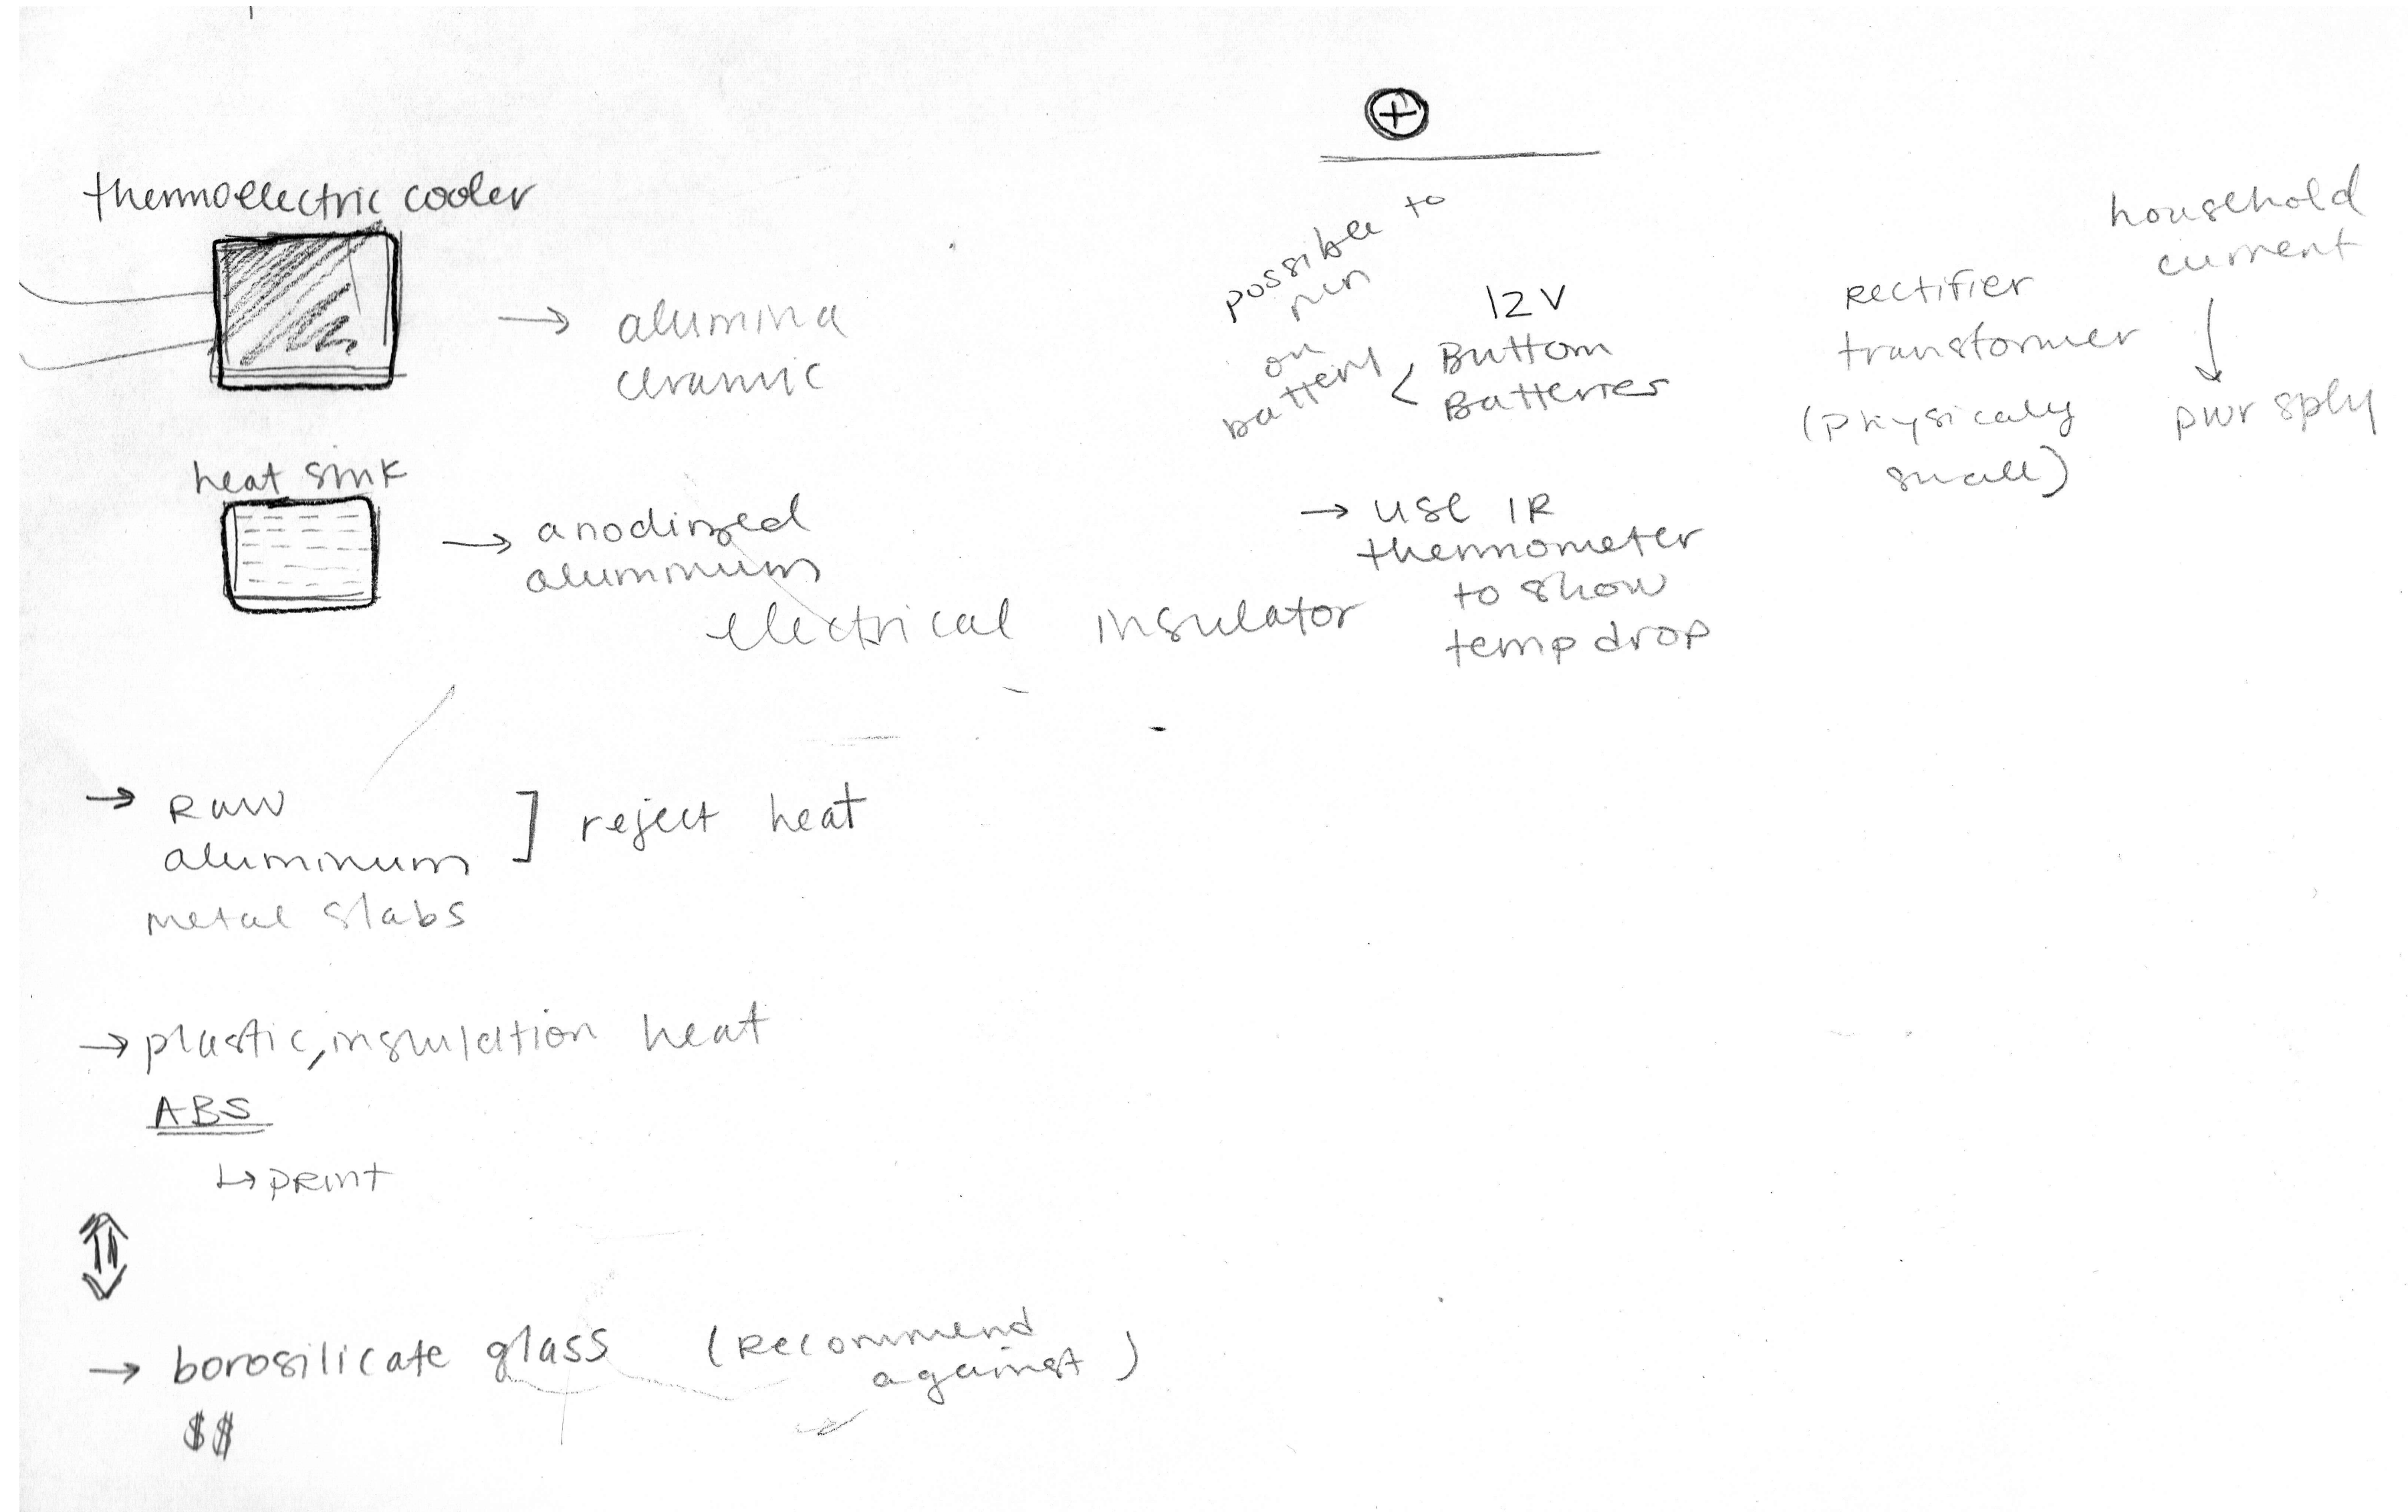 thermoelectric cooler
→ alumina
ceramic
heat sink
→ anodized
aluminum
electrical insulator
→ Raw
aluminum
metal slabs
] reject heat
→ plastic, insulation heat
ABS
↳ print
→ borosilicate glass (recommend
against)
$$
+
possible to
run
on
battery <
12V
Buttom
Batteries
→ use IR
thermometer
to show
temp drop
Rectifier
transformer
(physicaly
small)
household
current
↓
pwr sply